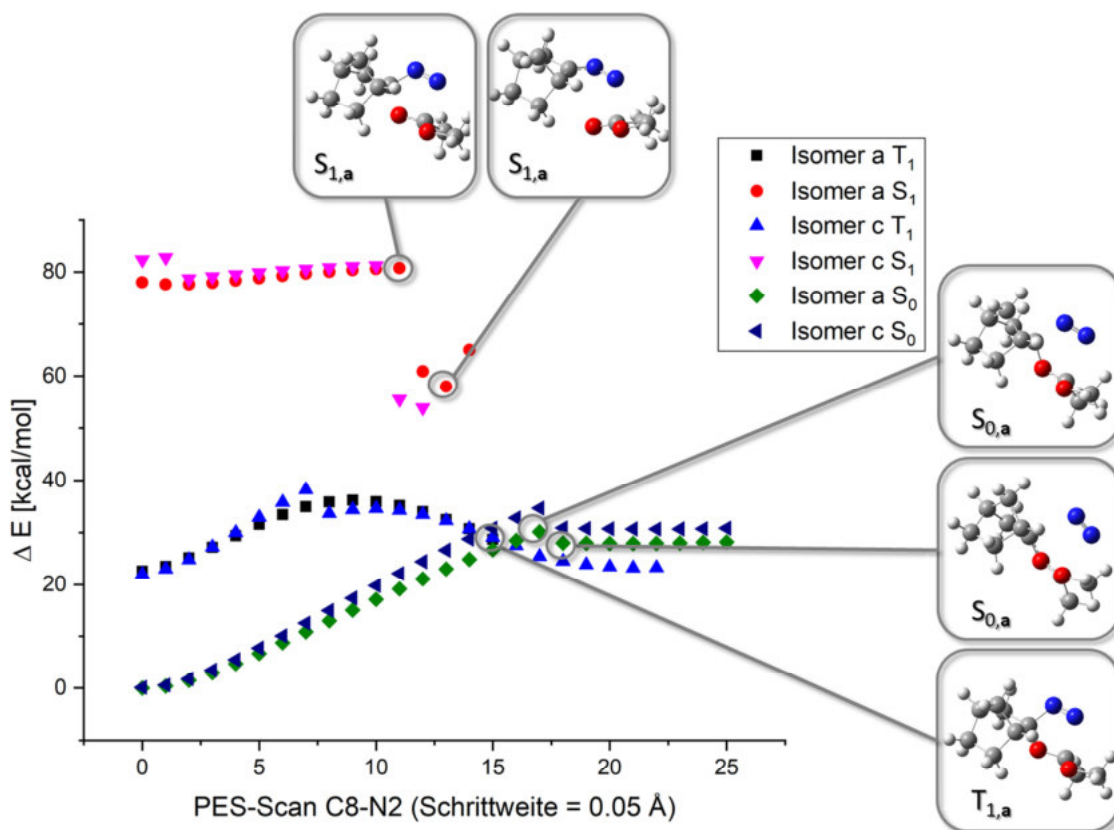 S1,a
S1,a
Isomer a T1
Isomer a S1
Isomer c T1
Isomer c S1
Isomer a S0
Isomer c S0
80
60
40
20
0
Δ E [kcal/mol]
S0,a
S0,a
T1,a
0 5 10 15 20 25
PES-Scan C8-N2 (Schrittweite = 0.05 Å)